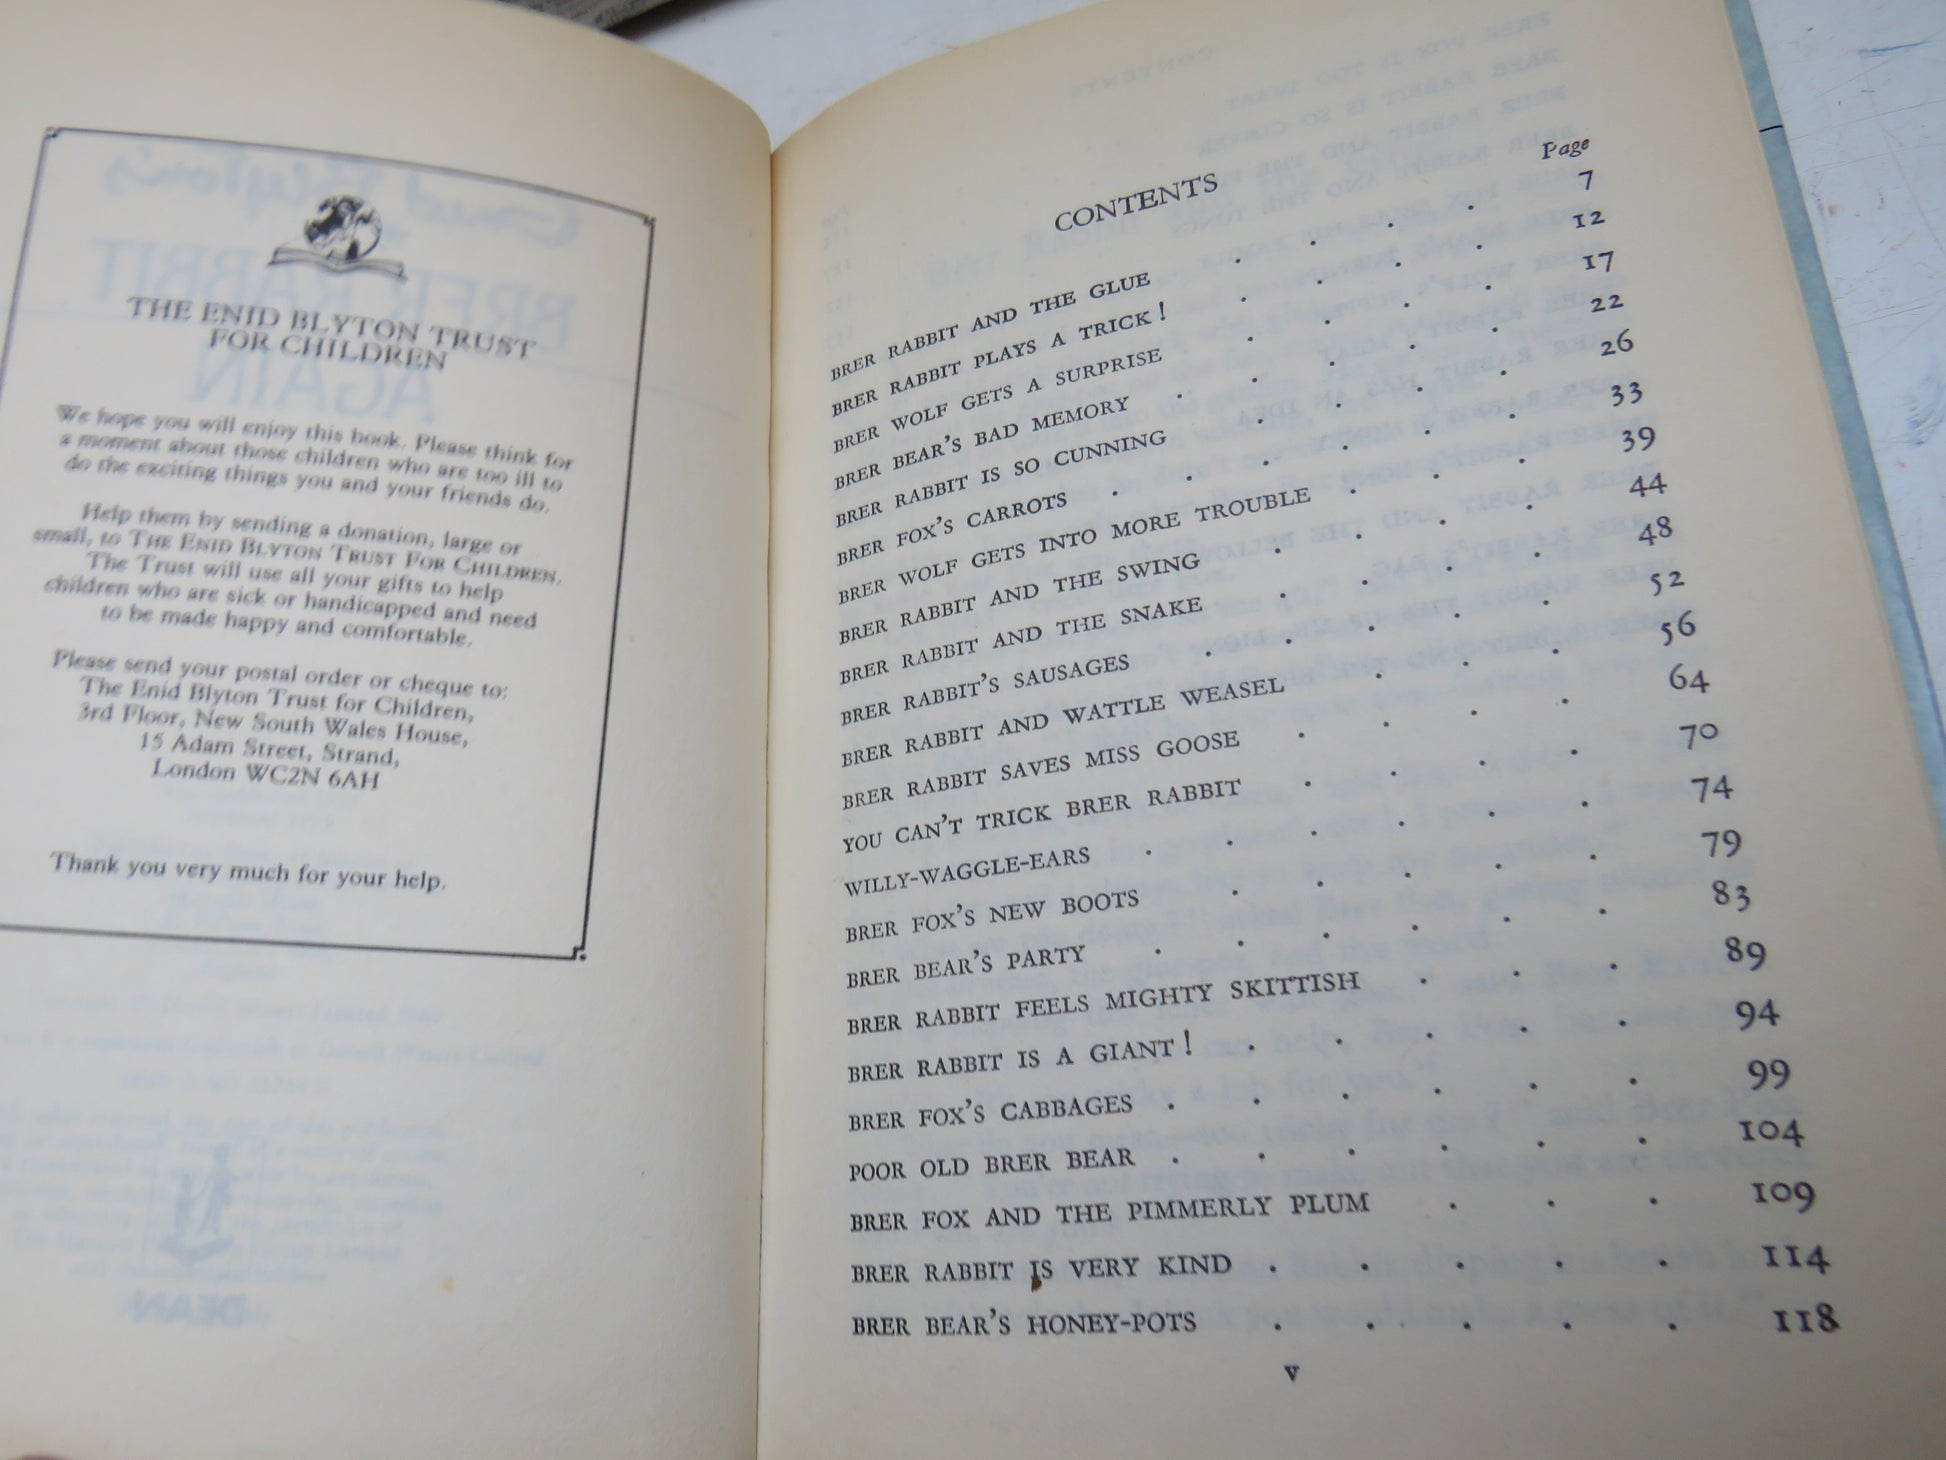 THE ENID BLYTON TRUST
FOR CHILDREN
We hope you will enjoy this book. Please think for
a moment about those children who are too ill to
do the exciting things you and your friends do.
Help them by sending a donation, large or
small, to THE ENID BLYTON TRUST FOR CHILDREN.
The Trust will use all your gifts to help
children who are sick or handicapped and need
to be made happy and comfortable.
Please send your postal order or cheque to:
The Enid Blyton Trust for Children,
3rd Floor, New South Wales House,
15 Adam Street, Strand,
London WC2N 6AH
Thank you very much for your help.
CONTENTS
Page
BRER RABBIT AND THE GLUE . . . . 7
BRER RABBIT PLAYS A TRICK! . . . . 12
BRER WOLF GETS A SURPRISE . . . . 17
BRER BEAR'S BAD MEMORY . . . . . 22
BRER RABBIT IS SO CUNNING . . . . 26
BRER FOX'S CARROTS . . . . . . 33
BRER WOLF GETS INTO MORE TROUBLE . . . 39
BRER RABBIT AND THE SWING . . . . 44
BRER RABBIT AND THE SNAKE . . . . 48
BRER RABBIT'S SAUSAGES . . . . . 52
BRER RABBIT AND WATTLE WEASEL . . . 56
BRER RABBIT SAVES MISS GOOSE . . . . 64
YOU CAN'T TRICK BRER RABBIT . . . . 70
WILLY-WAGGLE-EARS . . . . . . 74
BRER FOX'S NEW BOOTS . . . . . 79
BRER BEAR'S PARTY . . . . . . 83
BRER RABBIT FEELS MIGHTY SKITTISH . . . 89
BRER RABBIT IS A GIANT! . . . . . 94
BRER FOX'S CABBAGES . . . . . . 99
POOR OLD BRER BEAR . . . . . . 104
BRER FOX AND THE PIMMERLY PLUM . . . 109
BRER RABBIT IS VERY KIND . . . . . 114
BRER BEAR'S HONEY-POTS . . . . . 118
v